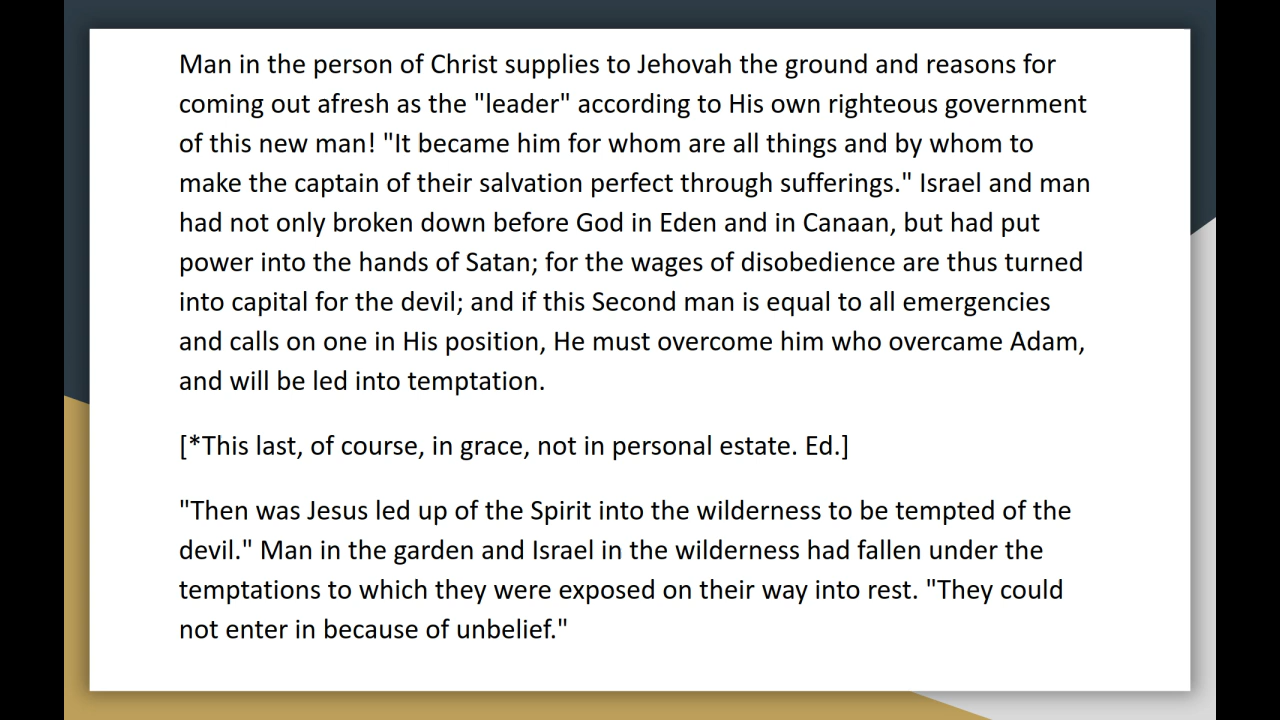 Man in the person of Christ supplies to Jehovah the ground and reasons for
coming out afresh as the "leader" according to His own righteous government
of this new man! "It became him for whom are all things and by whom to
make the captain of their salvation perfect through sufferings." Israel and man
had not only broken down before God in Eden and in Canaan, but had put
power into the hands of Satan; for the wages of disobedience are thus turned
into capital for the devil; and if this Second man is equal to all emergencies
and calls on one in His position, He must overcome him who overcame Adam,
and will be led into temptation.
[*This last, of course, in grace, not in personal estate. Ed.]
"Then was Jesus led up of the Spirit into the wilderness to be tempted of the
devil." Man in the garden and Israel in the wilderness had fallen under the
temptations to which they were exposed on their way into rest. "They could
not enter in because of unbelief."